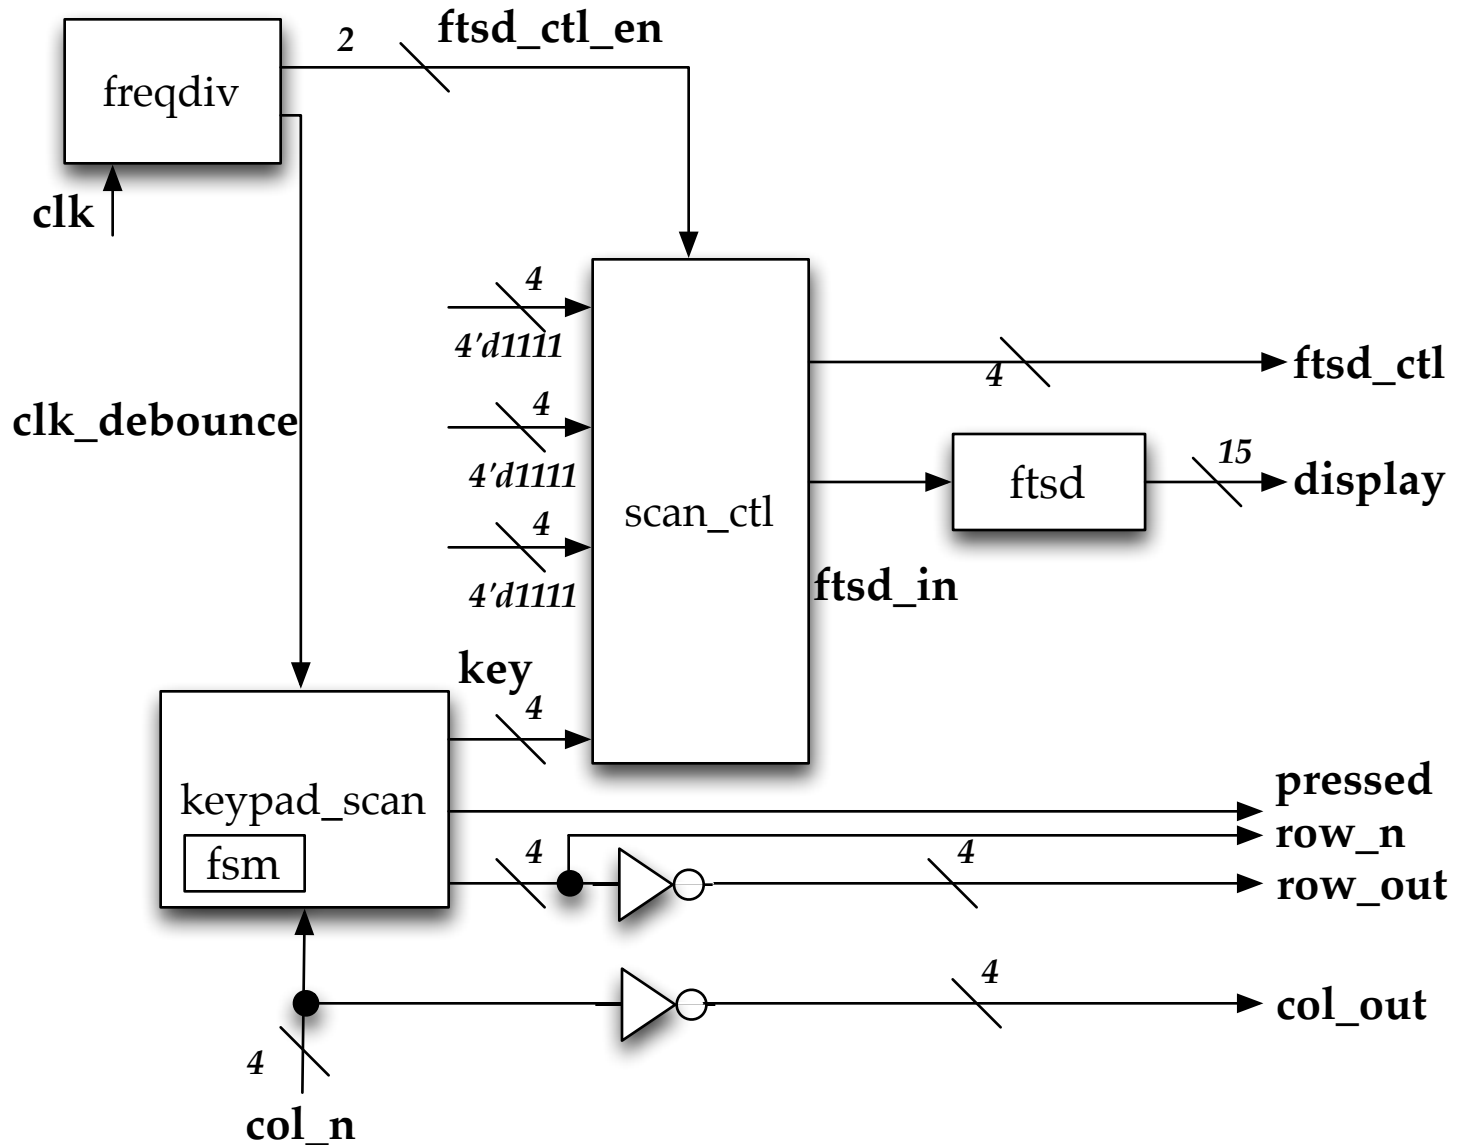 2
ftsd_ctl_en
freqdiv
clk
4
4'd1111
4
ftsd_ctl
clk_debounce
4
4'd1111
15
ftsd
display
scan_ctl
4
4'd1111
ftsd_in
key
4
pressed
keypad_scan
row_n
fsm
4
4
row_out
4
col_out
4
col_n